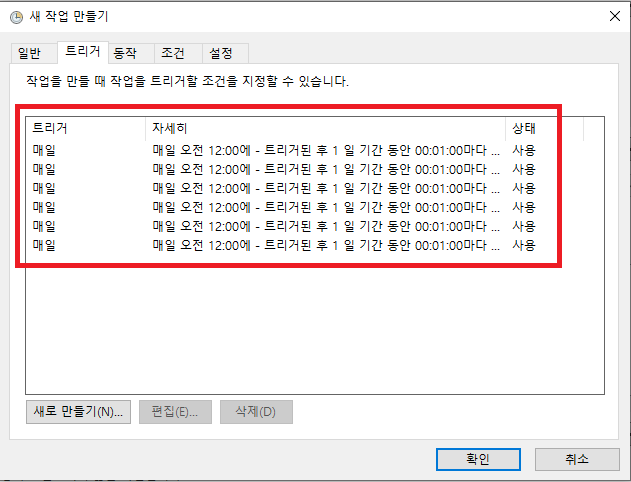 새 작업 만들기
일반 트리거 동작 조건 설정
작업을 만들 때 작업을 트리거할 조건을 지정할 수 있습니다.
트리거 자세히 상태
매일 매일 오전 12:00에 - 트리거된 후 1 일 기간 동안 00:01:00마다 ... 사용
매일 매일 오전 12:00에 - 트리거된 후 1 일 기간 동안 00:01:00마다 ... 사용
매일 매일 오전 12:00에 - 트리거된 후 1 일 기간 동안 00:01:00마다 ... 사용
매일 매일 오전 12:00에 - 트리거된 후 1 일 기간 동안 00:01:00마다 ... 사용
매일 매일 오전 12:00에 - 트리거된 후 1 일 기간 동안 00:01:00마다 ... 사용
매일 매일 오전 12:00에 - 트리거된 후 1 일 기간 동안 00:01:00마다 ... 사용
새로 만들기(N)... 편집(E)... 삭제(D)
확인 취소